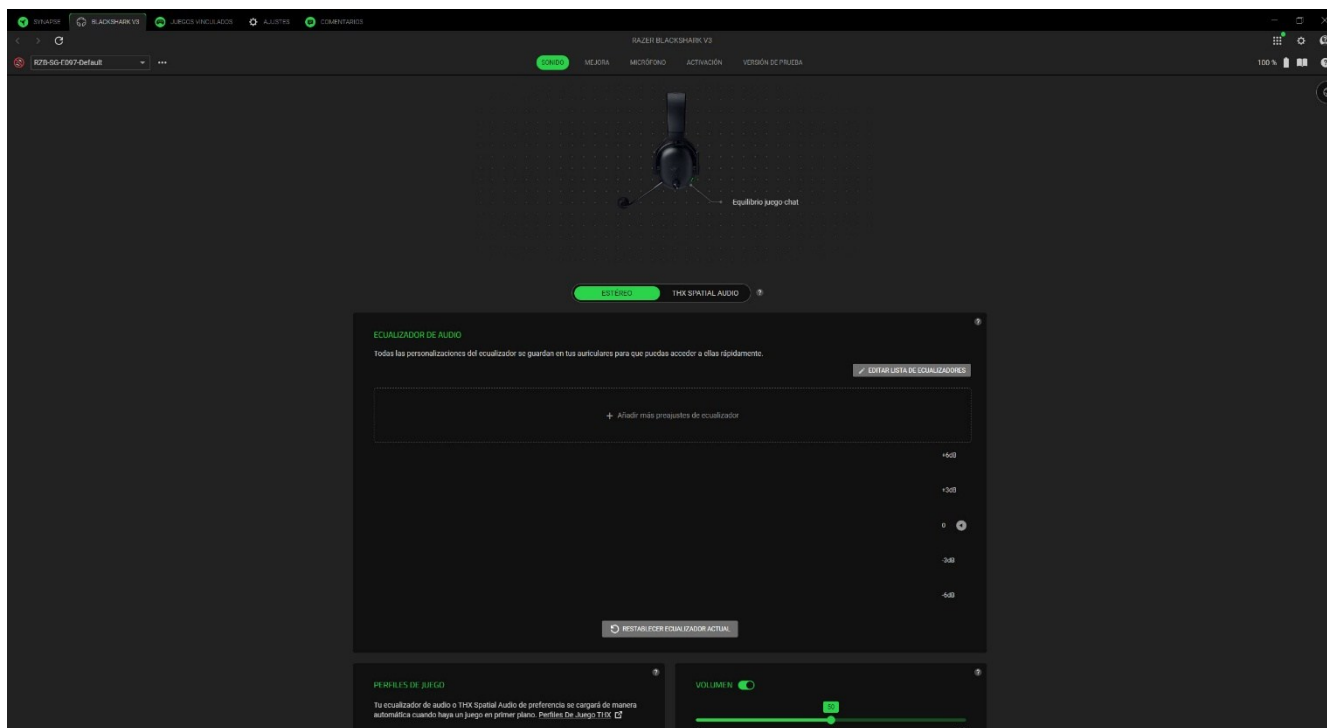 SYNAPSE BLACKSHARK V3 JUEGOS VINCULADOS AJUSTES COMENTARIOS
RAZER BLACKSHARK V3
RZB-SG-E097-Default
SONIDO MEJORA MICRÓFONO ACTIVACIÓN VERSIÓN DE PRUEBA
100 %
Equilibrio juego-chat
ESTÉREO THX SPATIAL AUDIO ?
?
ECUALIZADOR DE AUDIO
Todas las personalizaciones del ecualizador se guardan en tus auriculares para que puedas acceder a ellas rápidamente.
EDITAR LISTA DE ECUALIZADORES
+ Añadir más preajustes de ecualizador
+6dB
+3dB
0
-3dB
-6dB
RESTABLECER ECUALIZADOR ACTUAL
? ?
PERFILES DE JUEGO
Tu ecualizador de audio o THX Spatial Audio de preferencia se cargará de manera
automática cuando haya un juego en primer plano. Perfiles De Juego THX
VOLUMEN
50